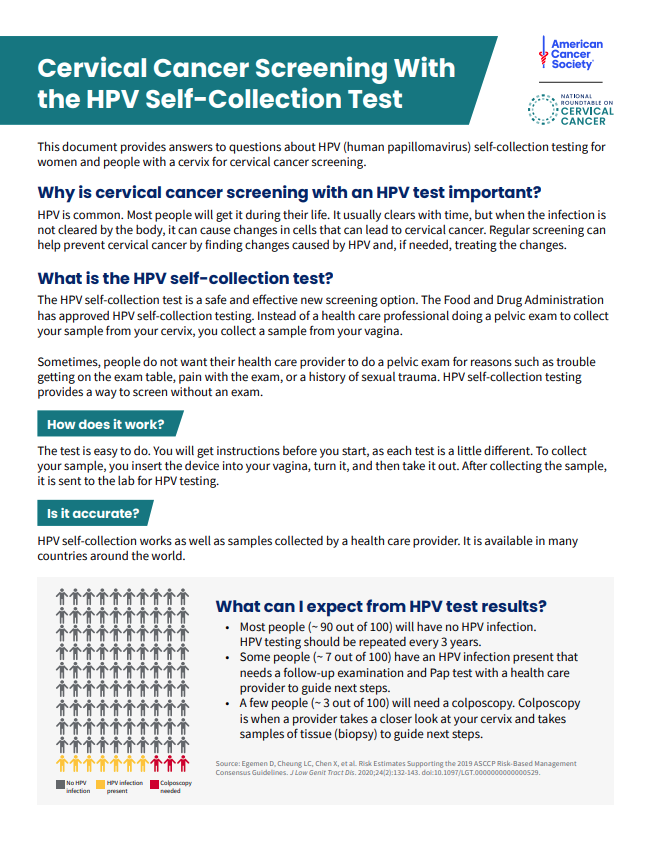 Cervical Cancer Screening With
the HPV Self-Collection Test
American
Cancer
Society®
NATIONAL
ROUNDTABLE ON
CERVICAL
CANCER
This document provides answers to questions about HPV (human papillomavirus) self-collection testing for
women and people with a cervix for cervical cancer screening.
Why is cervical cancer screening with an HPV test important?
HPV is common. Most people will get it during their life. It usually clears with time, but when the infection is
not cleared by the body, it can cause changes in cells that can lead to cervical cancer. Regular screening can
help prevent cervical cancer by finding changes caused by HPV and, if needed, treating the changes.
What is the HPV self-collection test?
The HPV self-collection test is a safe and effective new screening option. The Food and Drug Administration
has approved HPV self-collection testing. Instead of a health care professional doing a pelvic exam to collect
your sample from your cervix, you collect a sample from your vagina.
Sometimes, people do not want their health care provider to do a pelvic exam for reasons such as trouble
getting on the exam table, pain with the exam, or a history of sexual trauma. HPV self-collection testing
provides a way to screen without an exam.
How does it work?
The test is easy to do. You will get instructions before you start, as each test is a little different. To collect
your sample, you insert the device into your vagina, turn it, and then take it out. After collecting the sample,
it is sent to the lab for HPV testing.
Is it accurate?
HPV self-collection works as well as samples collected by a health care provider. It is available in many
countries around the world.
What can I expect from HPV test results?
• Most people (~ 90 out of 100) will have no HPV infection.
HPV testing should be repeated every 3 years.
• Some people (~ 7 out of 100) have an HPV infection present that
needs a follow-up examination and Pap test with a health care
provider to guide next steps.
• A few people (~ 3 out of 100) will need a colposcopy. Colposcopy
is when a provider takes a closer look at your cervix and takes
samples of tissue (biopsy) to guide next steps.
Source: Egemen D, Cheung LC, Chen X, et al. Risk Estimates Supporting the 2019 ASCCP Risk-Based Management
Consensus Guidelines. J Low Genit Tract Dis. 2020;24(2):132-143. doi:10.1097/LGT.0000000000000529.
No HPV
infection
HPV infection
present
Colposcopy
needed